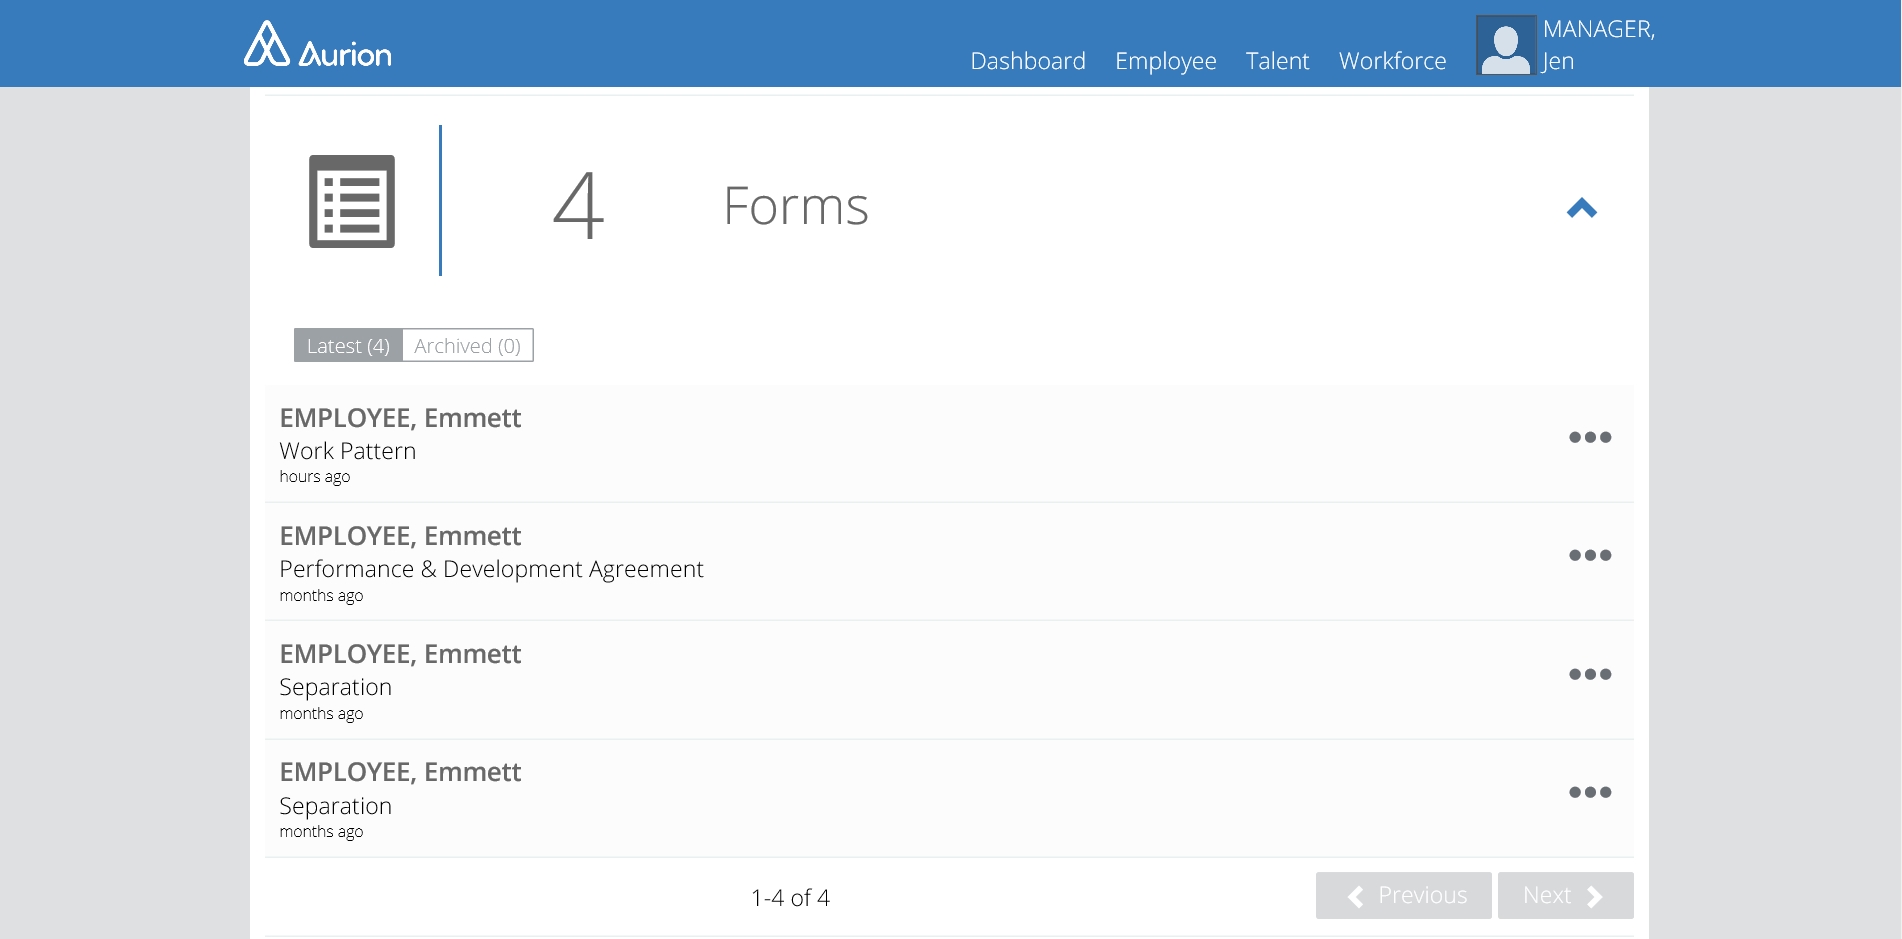 Aurion
Dashboard
Employee
Talent
Workforce
MANAGER,
Jen
4
Forms
Latest (4)
Archived (0)
EMPLOYEE, Emmett
Work Pattern
hours ago
EMPLOYEE, Emmett
Performance & Development Agreement
months ago
EMPLOYEE, Emmett
Separation
months ago
EMPLOYEE, Emmett
Separation
months ago
1-4 of 4
Previous
Next